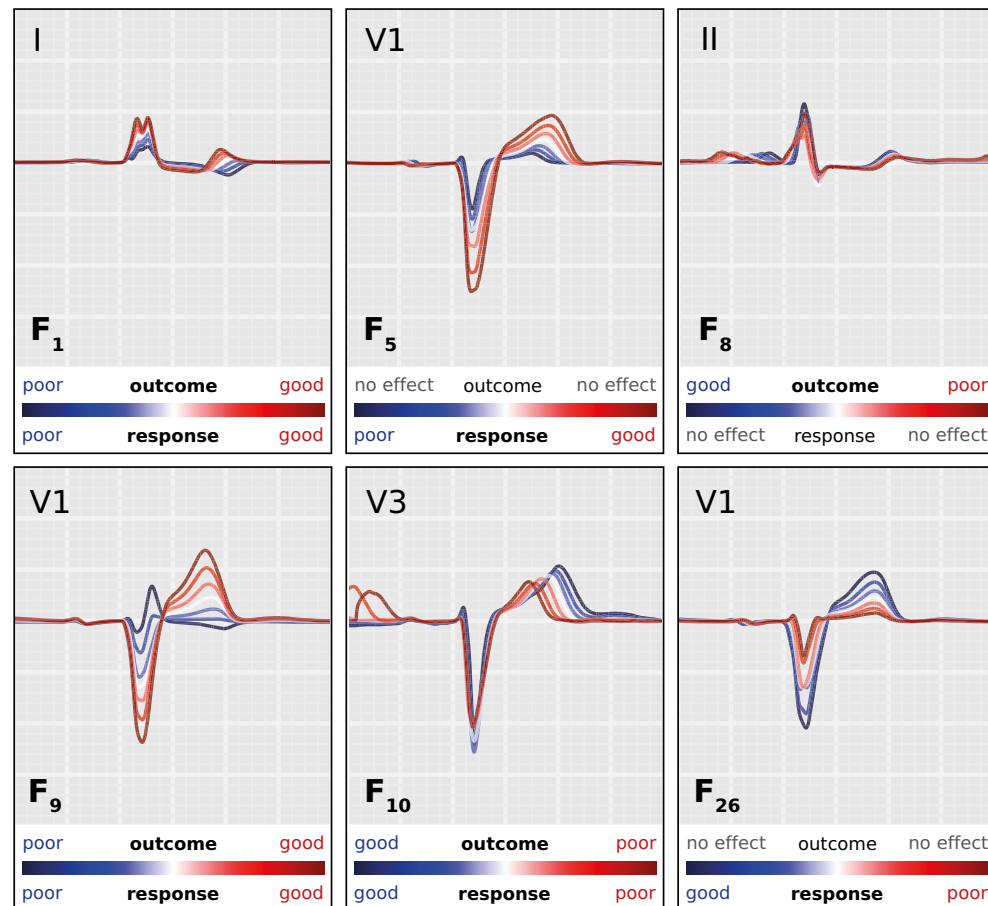 I
F1
poor outcome good
poor response good
V1
F5
no effect outcome no effect
poor response good
II
F8
good outcome poor
no effect response no effect
V1
F9
poor outcome good
poor response good
V3
F10
good outcome poor
good response poor
V1
F26
no effect outcome no effect
good response poor